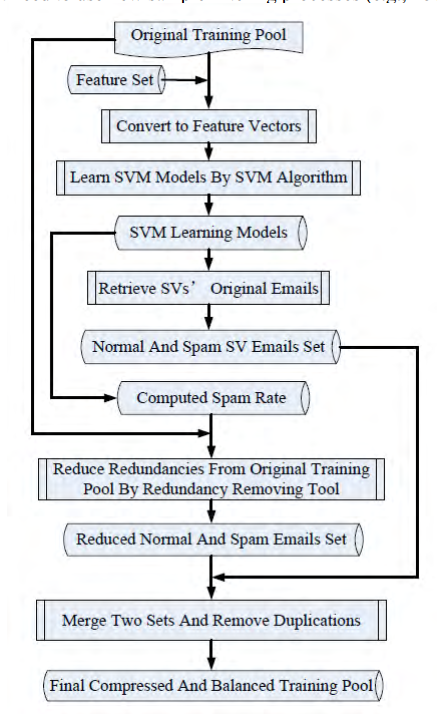 Original Training Pool
Feature Set
Convert to Feature Vectors
Learn SVM Models By SVM Algorithm
SVM Learning Models
Retrieve SVs’ Original Emails
Normal And Spam SV Emails Set
Computed Spam Rate
Reduce Redundancies From Original Training
Pool By Redundancy Removing Tool
Reduced Normal And Spam Emails Set
Merge Two Sets And Remove Duplications
Final Compressed And Balanced Training Pool